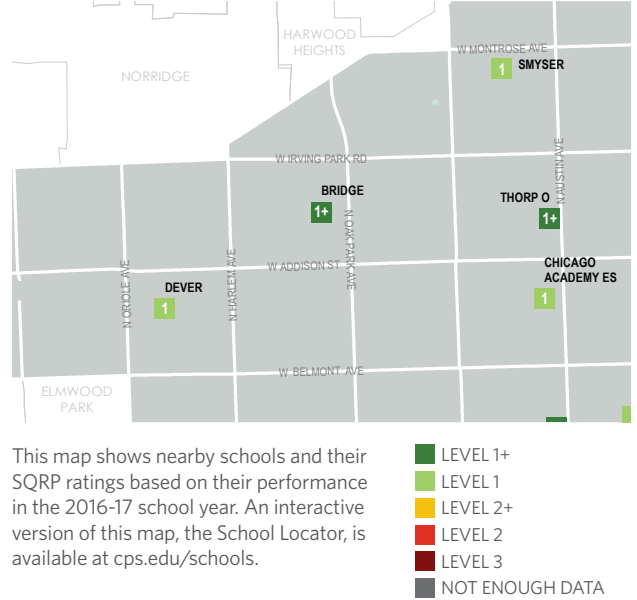 HARWOOD
HEIGHTS
W MONTROSE AVE
SMYSER
1
NORRIDGE
N AUSTIN AVE
W IRVING PARK RD
BRIDGE
1+
THORP O
1+
N OAK PARK AVE
N HARLEM AVE
N ORIOLE AVE
W ADDISON ST
CHICAGO
ACADEMY ES
1
DEVER
1
W BELMONT AVE
ELMWOOD
PARK
This map shows nearby schools and their
SQRP ratings based on their performance
in the 2016-17 school year. An interactive
version of this map, the School Locator, is
available at cps.edu/schools.
LEVEL 1+
LEVEL 1
LEVEL 2+
LEVEL 2
LEVEL 3
NOT ENOUGH DATA